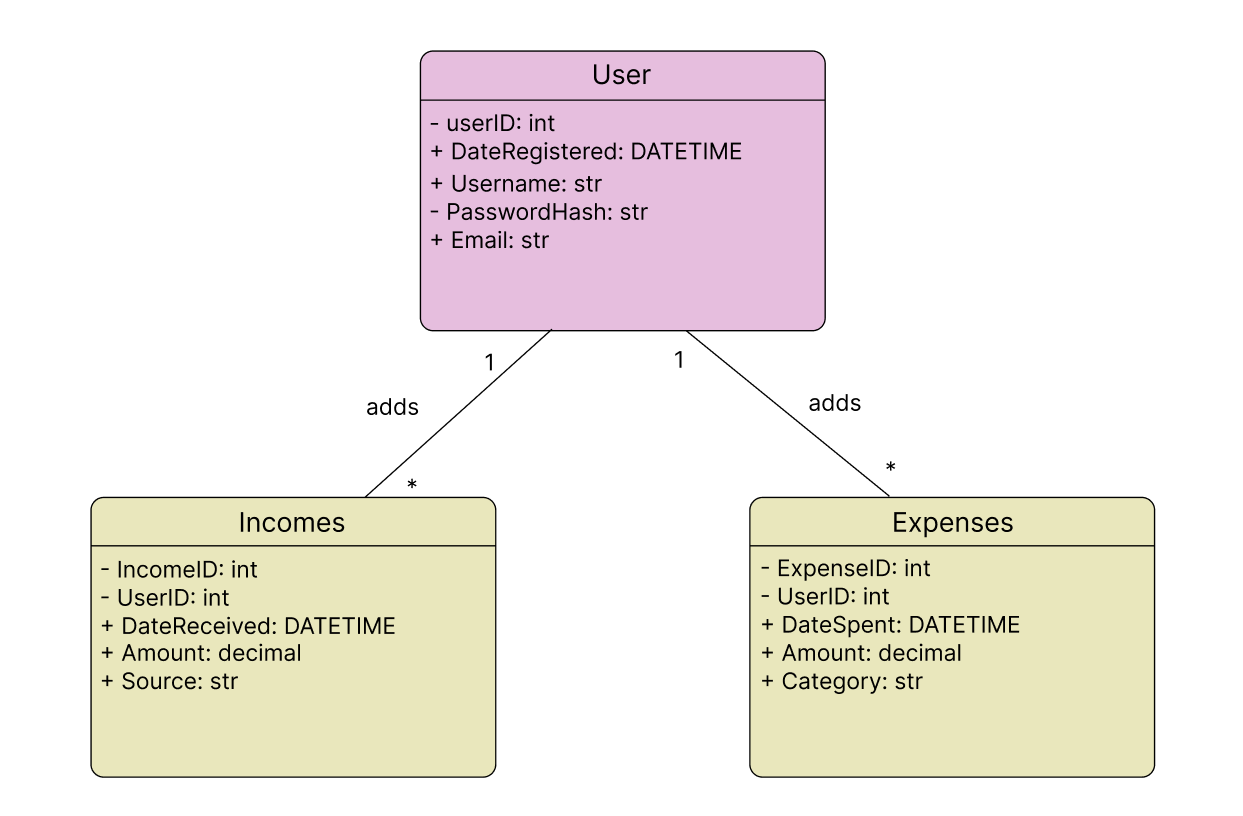 User
- userID: int
+ DateRegistered: DATETIME
+ Username: str
- PasswordHash: str
+ Email: str
1
1
adds
adds
*
*
Incomes
- IncomeID: int
- UserID: int
+ DateReceived: DATETIME
+ Amount: decimal
+ Source: str
Expenses
- ExpenseID: int
- UserID: int
+ DateSpent: DATETIME
+ Amount: decimal
+ Category: str